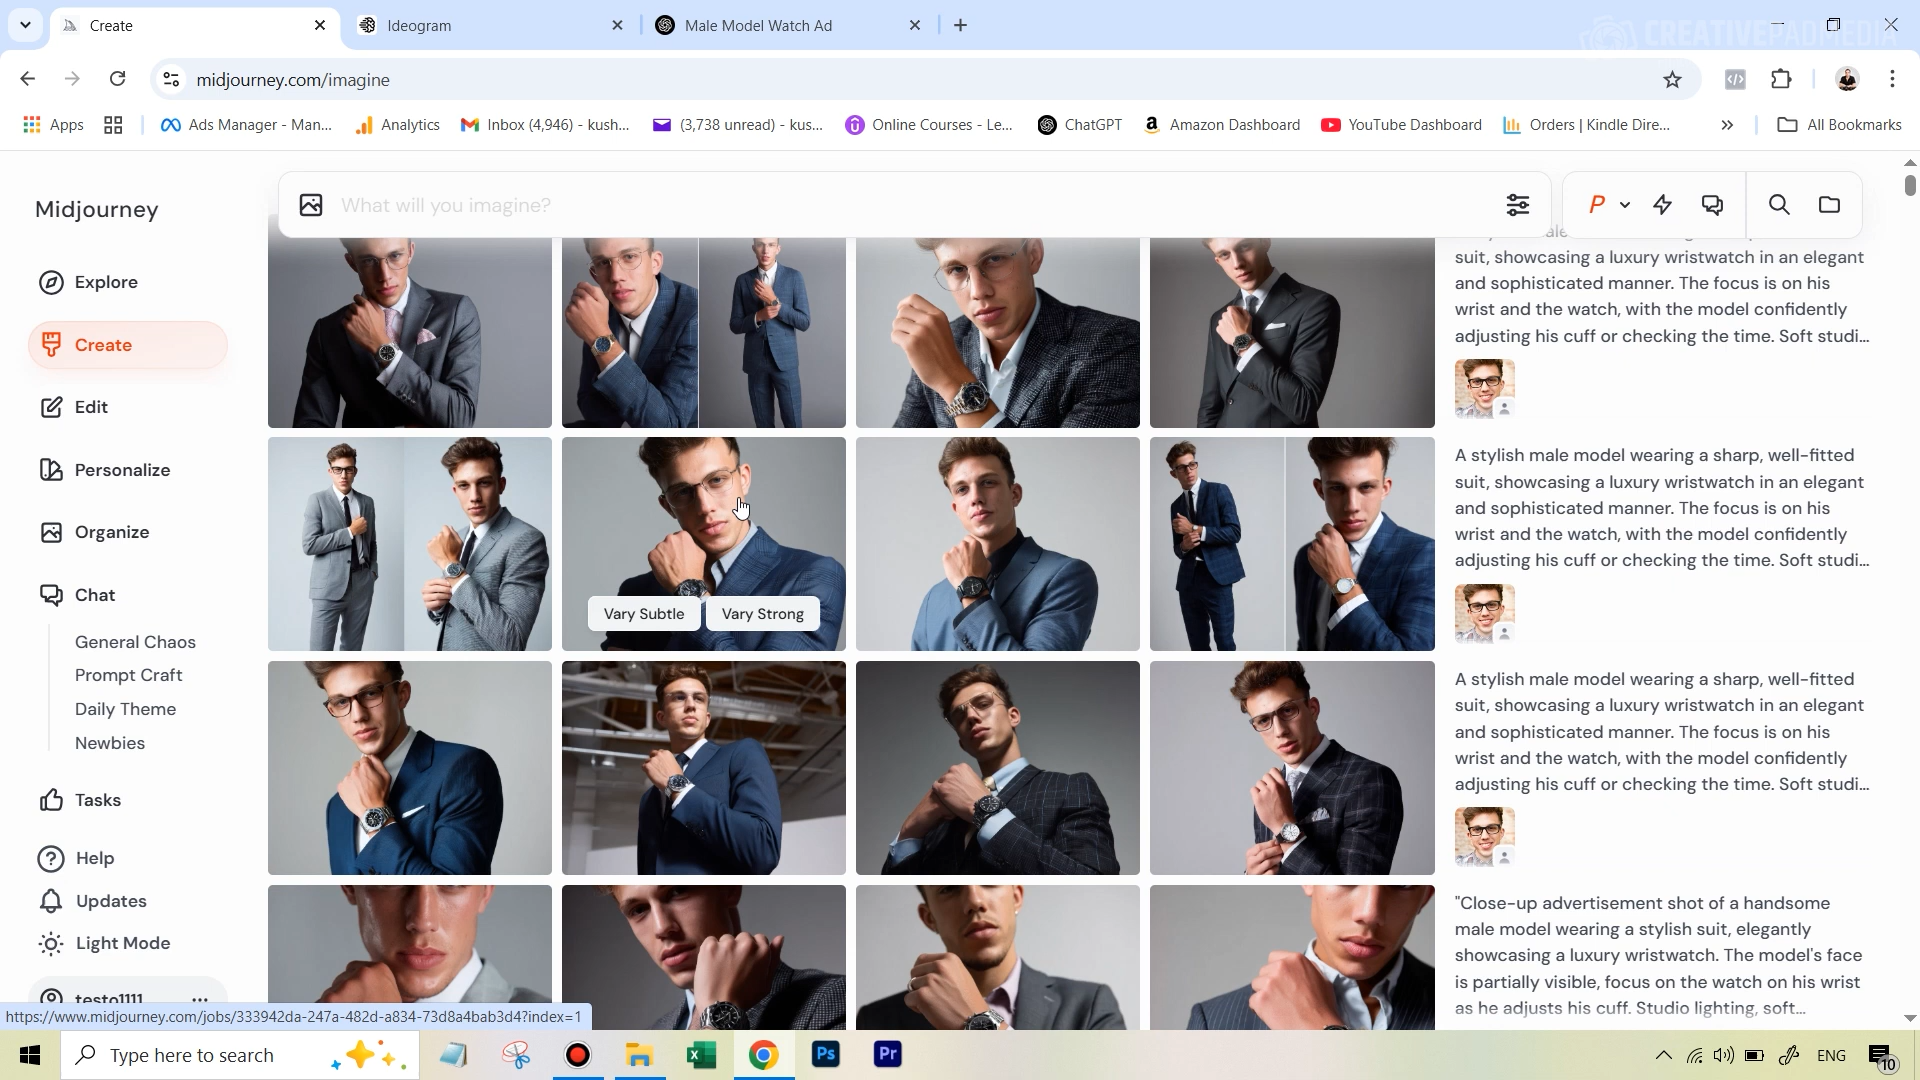 Create
Ideogram
Male Model Watch Ad
CREATIVEPADMEDIA
midjourney.com/imagine
Apps
Ads Manager - Man...
Analytics
Inbox (4,946) - kush...
(3,738 unread) - kus...
Online Courses - Le...
ChatGPT
Amazon Dashboard
YouTube Dashboard
Orders | Kindle Dire...
All Bookmarks
Midjourney
What will you imagine?
P
Explore
Create
Edit
Personalize
Organize
Chat
General Chaos
Prompt Craft
Daily Theme
Newbies
Tasks
Help
Updates
Light Mode
testo1111
Vary Subtle
Vary Strong
suit, showcasing a luxury wristwatch in an elegant
and sophisticated manner. The focus is on his
wrist and the watch, with the model confidently
adjusting his cuff or checking the time. Soft studi...
A stylish male model wearing a sharp, well-fitted
suit, showcasing a luxury wristwatch in an elegant
and sophisticated manner. The focus is on his
wrist and the watch, with the model confidently
adjusting his cuff or checking the time. Soft studi...
A stylish male model wearing a sharp, well-fitted
suit, showcasing a luxury wristwatch in an elegant
and sophisticated manner. The focus is on his
wrist and the watch, with the model confidently
adjusting his cuff or checking the time. Soft studi...
"Close-up advertisement shot of a handsome
male model wearing a stylish suit, elegantly
showcasing a luxury wristwatch. The model's face
is partially visible, focus on the watch on his wrist
as he adjusts his cuff. Studio lighting, soft...
https://www.midjourney.com/jobs/333942da-247a-482d-a834-73d8a4bab3d4?index=1
Type here to search
Ps
Pr
ENG
10